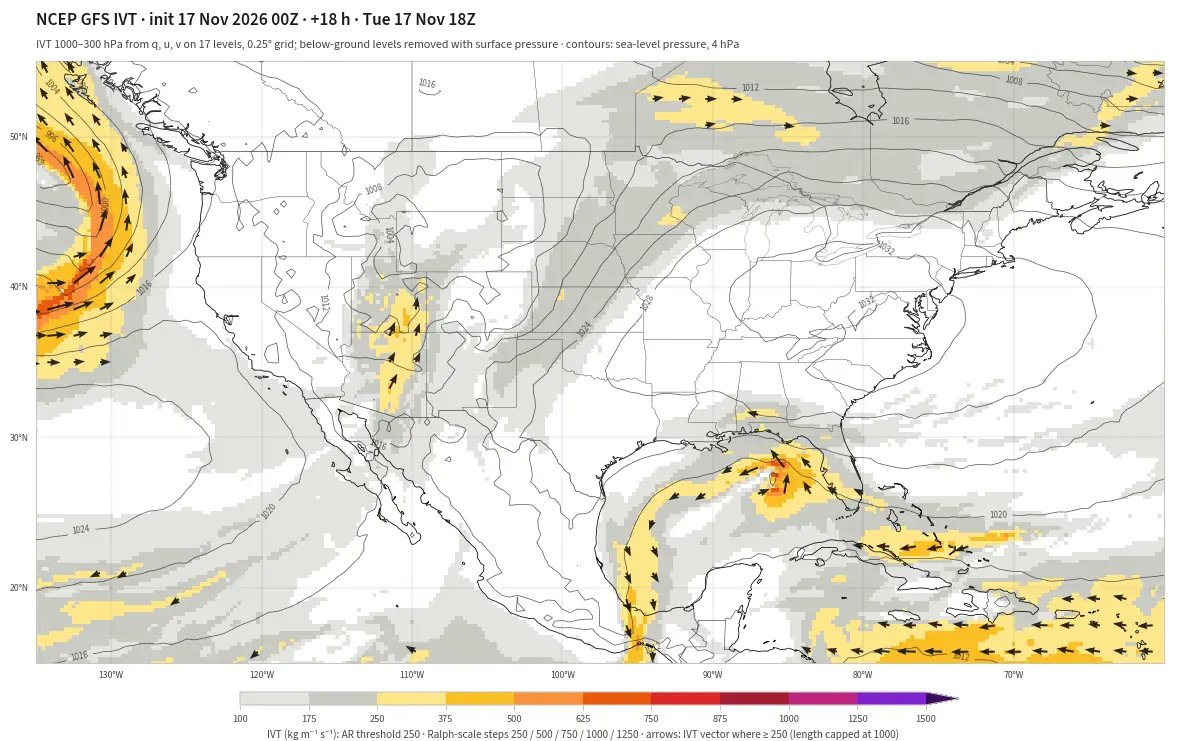 NCEP GFS IVT · init 17 Nov 2026 00Z · +18 h · Tue 17 Nov 18Z
IVT 1000–300 hPa from q, u, v on 17 levels, 0.25° grid; below-ground levels removed with surface pressure · contours: sea-level pressure, 4 hPa
1004
1016
1012
1008
1016
50°N
996
1008
1004
1032
40°N
1016
1012
1028
1032
1024
30°N
1016
1024
1020
1020
20°N
1016
1012
130°W 120°W 110°W 100°W 90°W 80°W 70°W
100 175 250 375 500 625 750 875 1000 1250 1500
IVT (kg m⁻¹ s⁻¹): AR threshold 250 · Ralph-scale steps 250 / 500 / 750 / 1000 / 1250 · arrows: IVT vector where ≥ 250 (length capped at 1000)